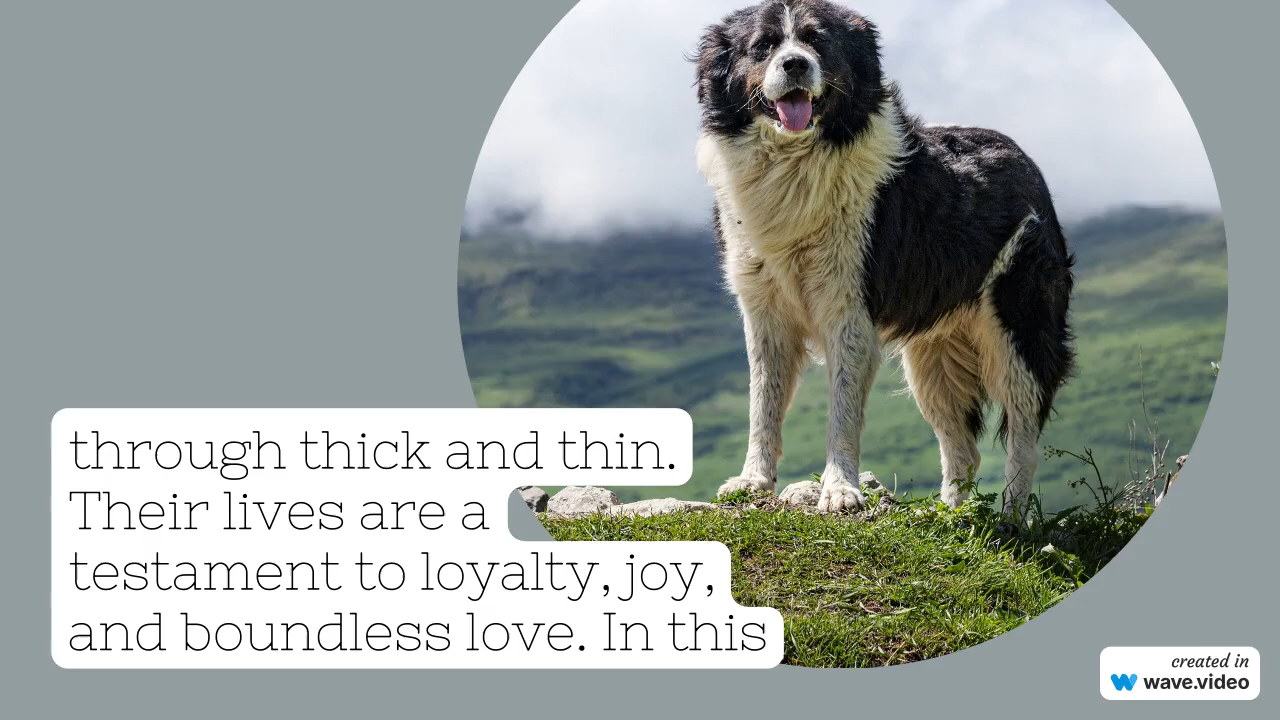 through thick and thin.
Their lives are a
testament to loyalty, joy,
and boundless love. In this
created in
wave.video